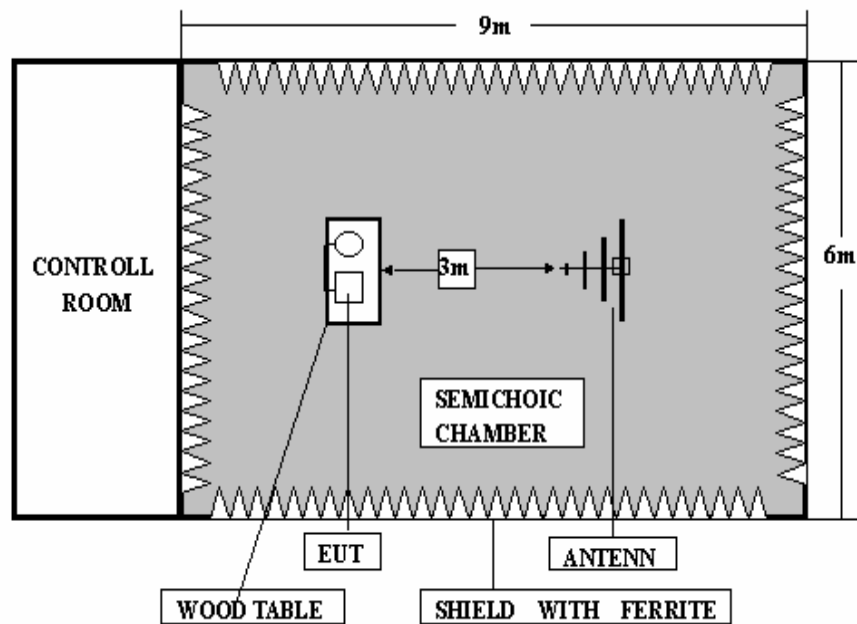 9m
CONTROLL
ROOM
3m
6m
SEMICHOIC
CHAMBER
EUT
ANTENN
WOOD TABLE
SHIELD WITH FERRITE